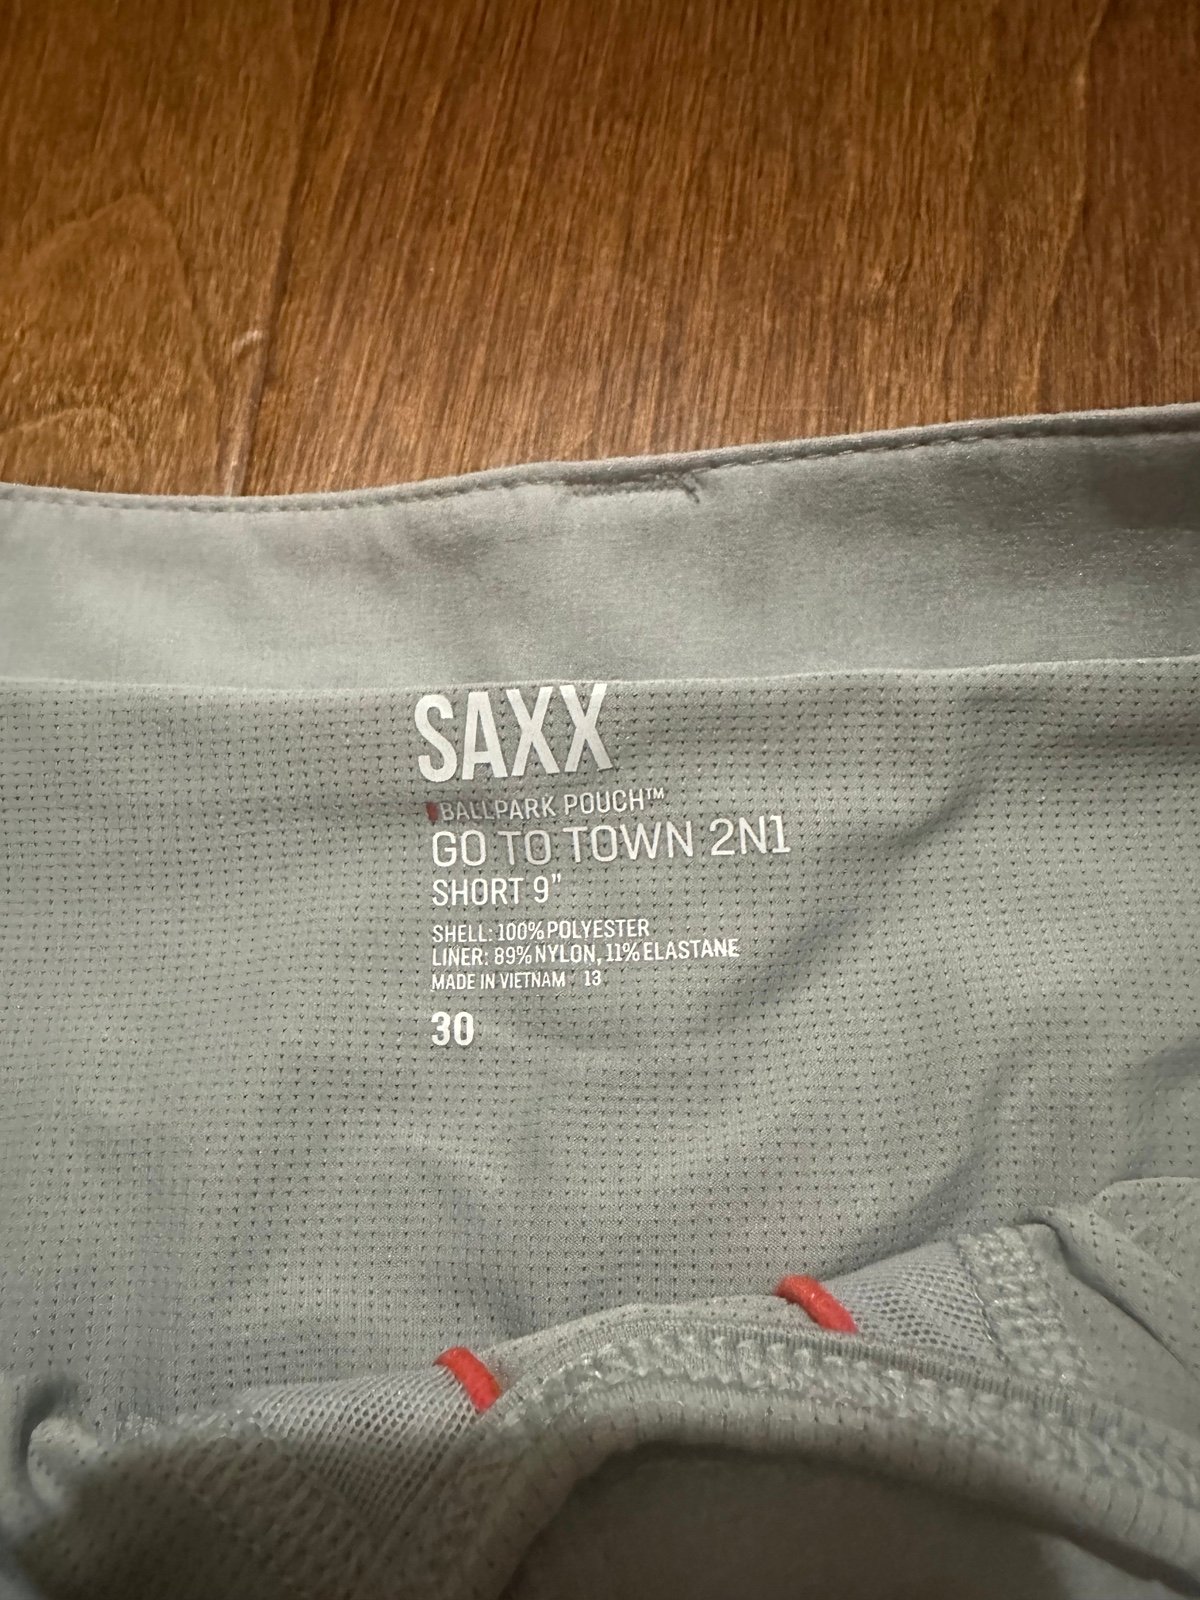 SAXX
BALLPARK POUCH™
GO TO TOWN 2N1
SHORT 9”
SHELL: 100% POLYESTER
LINER: 89% NYLON, 11% ELASTANE
MADE IN VIETNAM 13
30